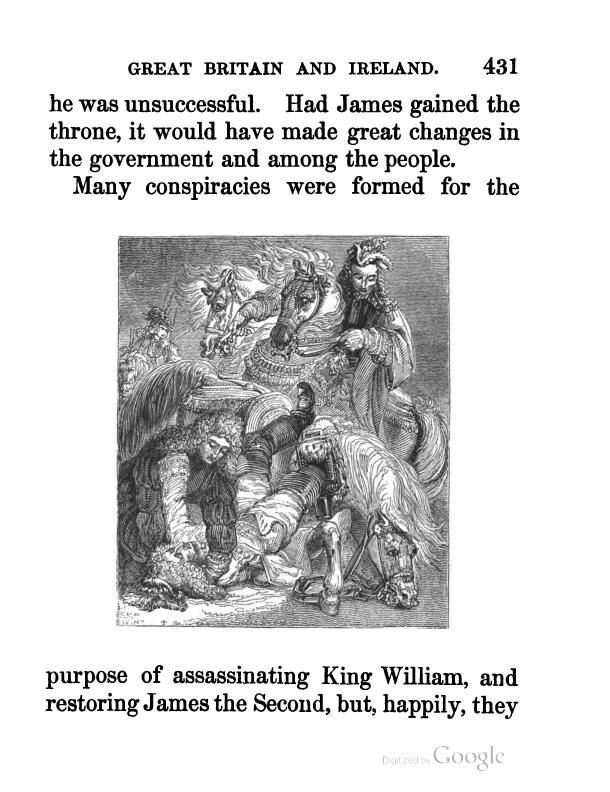 GREAT BRITAIN AND IRELAND. 431
he was unsuccessful. Had James gained the
throne, it would have made great changes in
the government and among the people.
Many conspiracies were formed for the
purpose of assassinating King William, and
restoring James the Second, but, happily, they
Digitized by Google